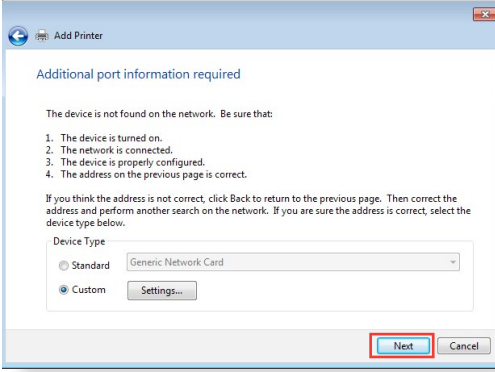 Add Printer
Additional port information required
The device is not found on the network. Be sure that:
1. The device is turned on.
2. The network is connected.
3. The device is properly configured.
4. The address on the previous page is correct.
If you think the address is not correct, click Back to return to the previous page. Then correct the
address and perform another search on the network. If you are sure the address is correct, select the
device type below.
Device Type
Standard
Generic Network Card
Custom
Settings...
Next
Cancel